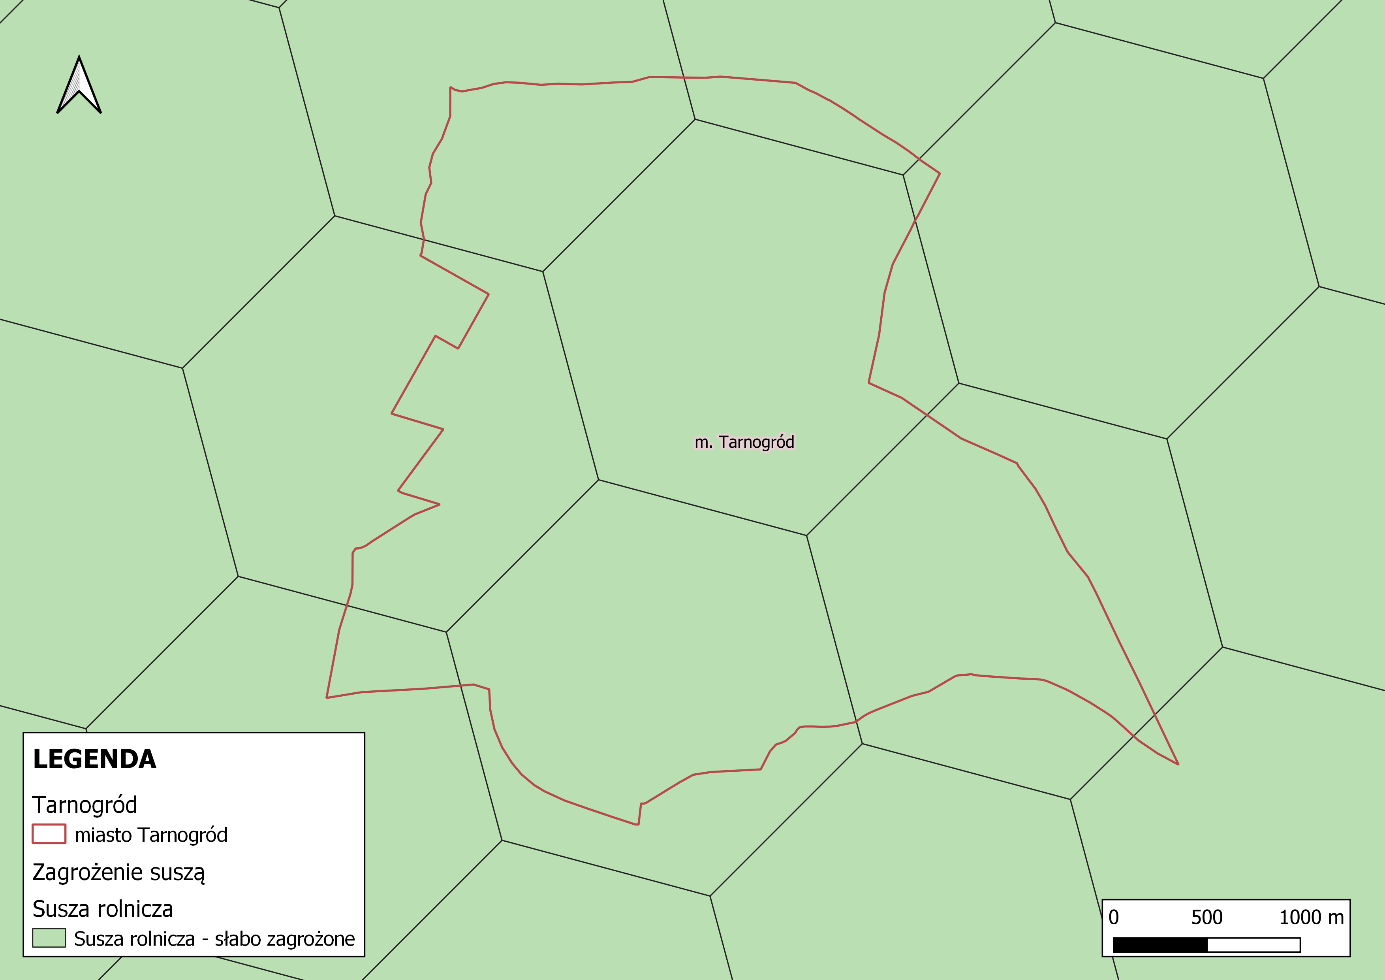 m. Tarnogród
LEGENDA
Tarnogród
miasto Tarnogród
Zagrożenie suszą
Susza rolnicza
Susza rolnicza - słabo zagrożone
0 500 1000 m